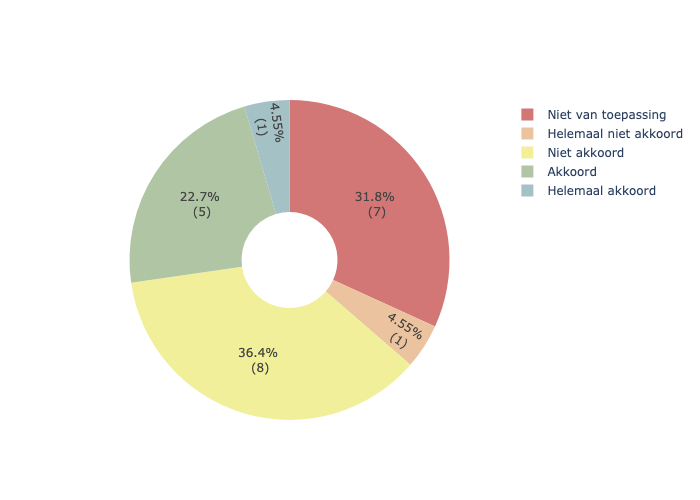 Niet van toepassing
Helemaal niet akkoord
Niet akkoord
Akkoord
Helemaal akkoord
4.55%
(1)
22.7%
(5)
31.8%
(7)
4.55%
(1)
36.4%
(8)